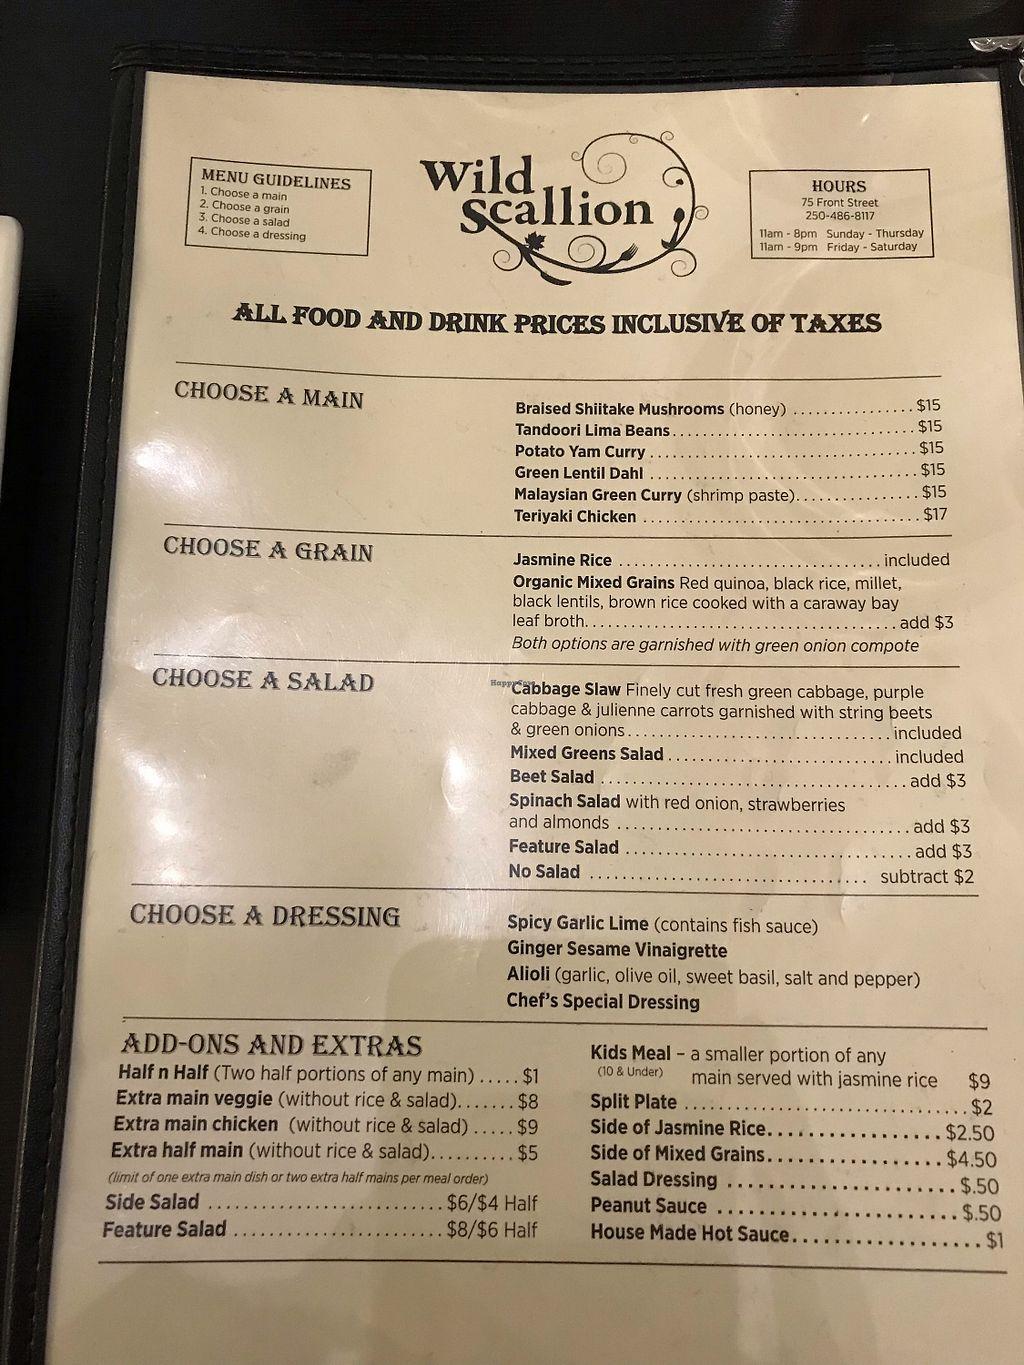 MENU GUIDELINES
1. Choose a main
2. Choose a grain
3. Choose a salad
4. Choose a dressing
Wild
Scallion
HOURS
75 Front Street
250-486-8117
11am - 8pm Sunday - Thursday
11am - 9pm Friday - Saturday
ALL FOOD AND DRINK PRICES INCLUSIVE OF TAXES
CHOOSE A MAIN
Braised Shiitake Mushrooms (honey) ................ $15
Tandoori Lima Beans................................ $15
Potato Yam Curry ................................... $15
Green Lentil Dahl ................................... $15
Malaysian Green Curry (shrimp paste)................ $15
Teriyaki Chicken .................................... $17
CHOOSE A GRAIN
Jasmine Rice .................................. included
Organic Mixed Grains Red quinoa, black rice, millet,
black lentils, brown rice cooked with a caraway bay
leaf broth......................................... add $3
Both options are garnished with green onion compote
CHOOSE A SALAD
HappyCow
Cabbage Slaw Finely cut fresh green cabbage, purple
cabbage & julienne carrots garnished with string beets
& green onions.................................. included
Mixed Greens Salad............................. included
Beet Salad ........................................ add $3
Spinach Salad with red onion, strawberries
and almonds ...................................... add $3
Feature Salad ..................................... add $3
No Salad .................................... subtract $2
CHOOSE A DRESSING
Spicy Garlic Lime (contains fish sauce)
Ginger Sesame Vinaigrette
Alioli (garlic, olive oil, sweet basil, salt and pepper)
Chef's Special Dressing
ADD-ONS AND EXTRAS
Half n Half (Two half portions of any main) ..... $1
Extra main veggie (without rice & salad)....... $8
Extra main chicken (without rice & salad) ..... $9
Extra half main (without rice & salad).......... $5
(limit of one extra main dish or two extra half mains per meal order)
Side Salad ........................... $6/$4 Half
Feature Salad ........................ $8/$6 Half
Kids Meal – a smaller portion of any
(10 & Under) main served with jasmine rice $9
Split Plate ..................................... $2
Side of Jasmine Rice.................. $2.50
Side of Mixed Grains.................. $4.50
Salad Dressing ........................ $.50
Peanut Sauce ......................... $.50
House Made Hot Sauce.................... $1